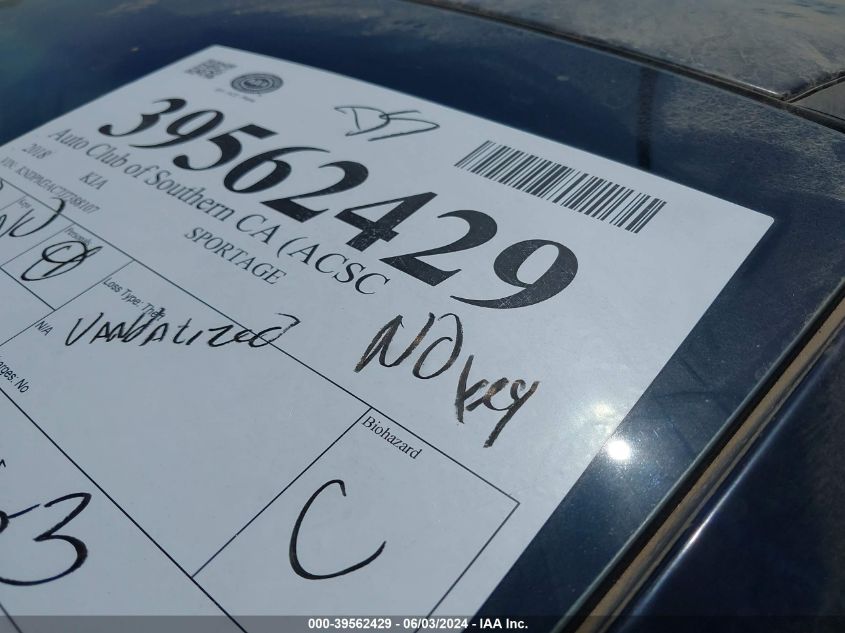 39562429
Auto Club of Southern CA (ACSC
2018 KIA SPORTAGE
Loss Type: Theft
N/A
VANDALIZED
NO
key
Biohazard
C
3
000-39562429 - 06/03/2024 - IAA Inc.